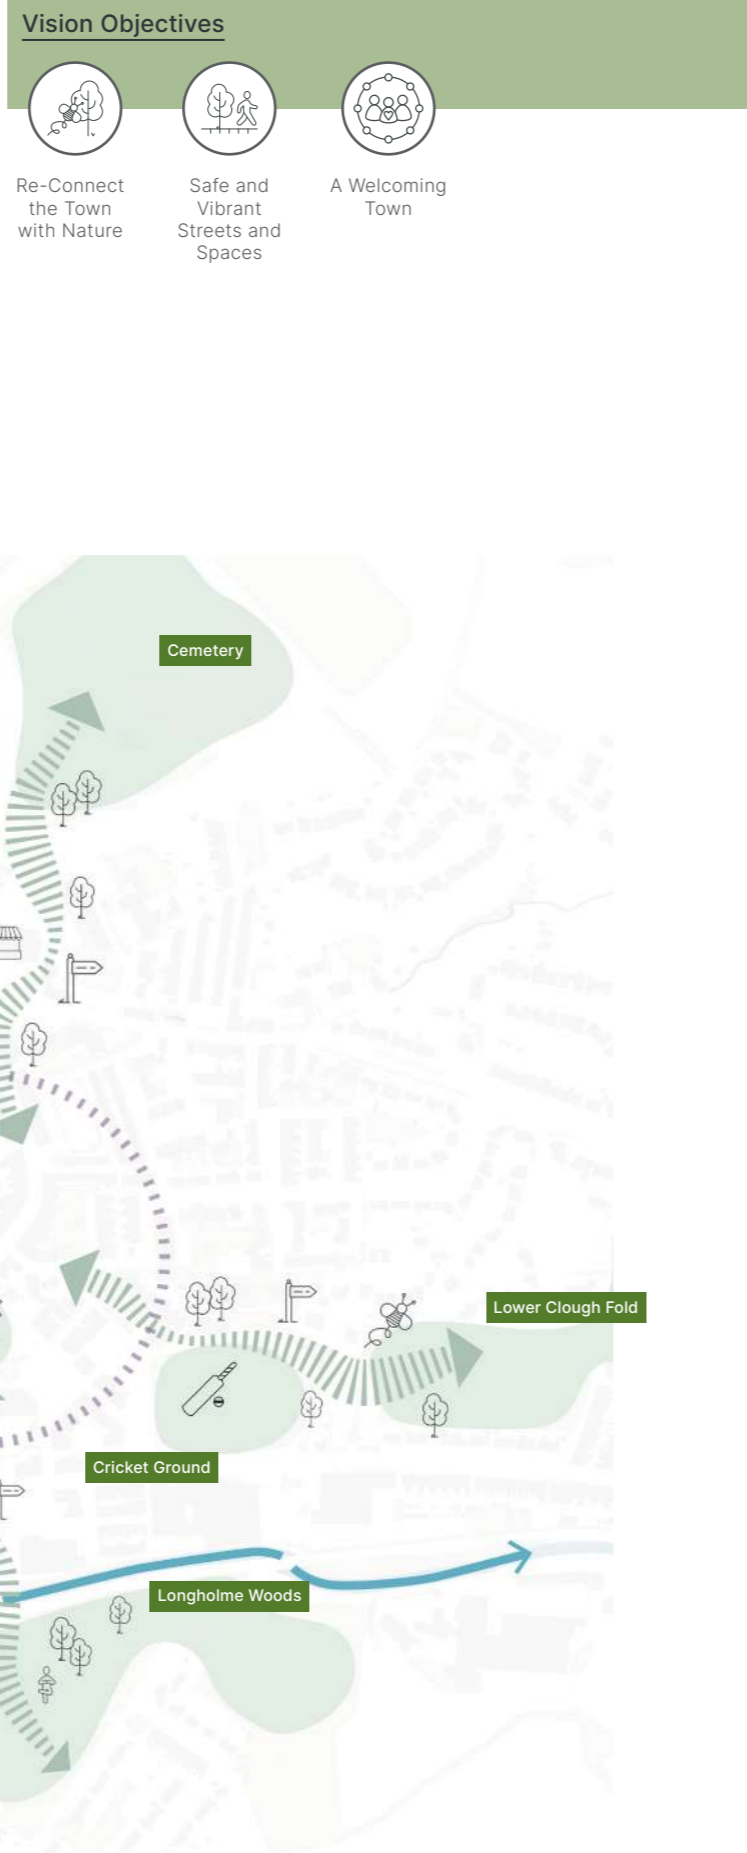 Vision Objectives
Re-Connect
the Town
with Nature
Safe and
Vibrant
Streets and
Spaces
A Welcoming
Town
Cemetery
Lower Clough Fold
Cricket Ground
Longholme Woods